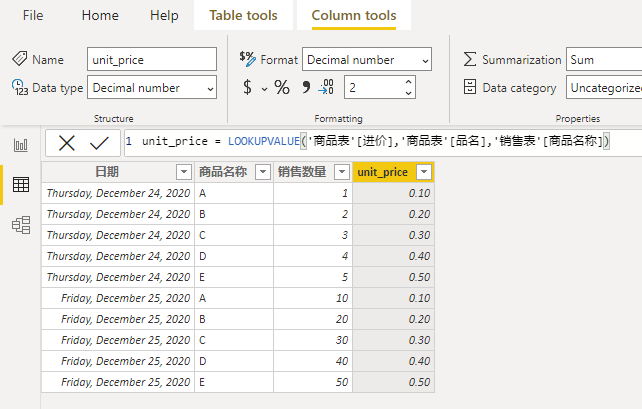 File Home Help Table tools Column tools
Name unit_price $% Format Decimal number Summarization Sum
123 Data type Decimal number $ % 9 .00 2 Data category Uncategorized
Structure Formatting Properties
1 unit_price = LOOKUPVALUE('商品表'[进价],'商品表'[品名],'销售表'[商品名称])
日期 商品名称 销售数量 unit_price
Thursday, December 24, 2020 A 1 0.10
Thursday, December 24, 2020 B 2 0.20
Thursday, December 24, 2020 C 3 0.30
Thursday, December 24, 2020 D 4 0.40
Thursday, December 24, 2020 E 5 0.50
Friday, December 25, 2020 A 10 0.10
Friday, December 25, 2020 B 20 0.20
Friday, December 25, 2020 C 30 0.30
Friday, December 25, 2020 D 40 0.40
Friday, December 25, 2020 E 50 0.50